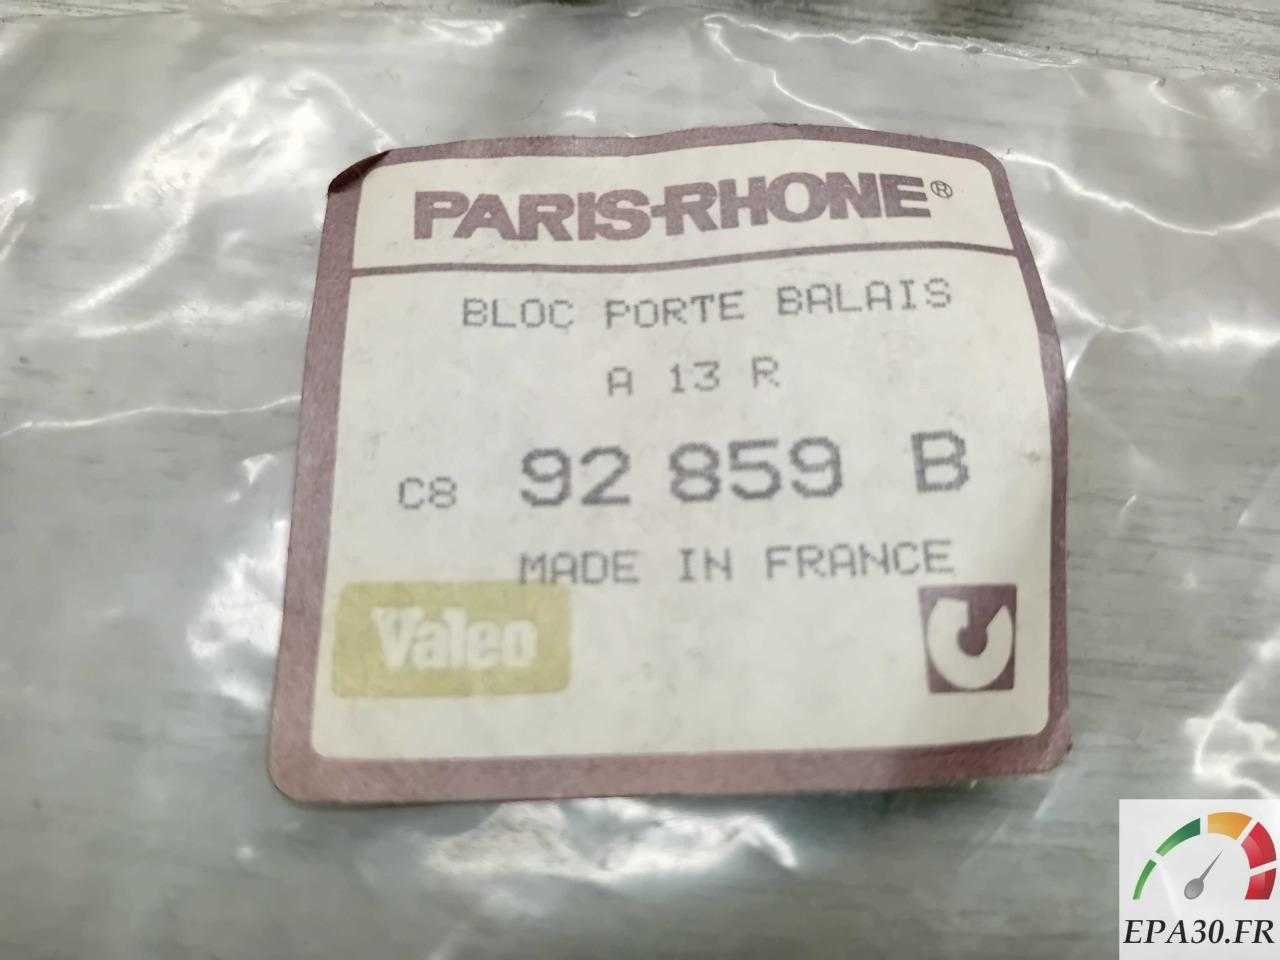 PARIS-RHONE®
BLOC PORTE BALAIS
A 13 R
C8 92 859 B
MADE IN FRANCE
Valeo
EPA30.FR